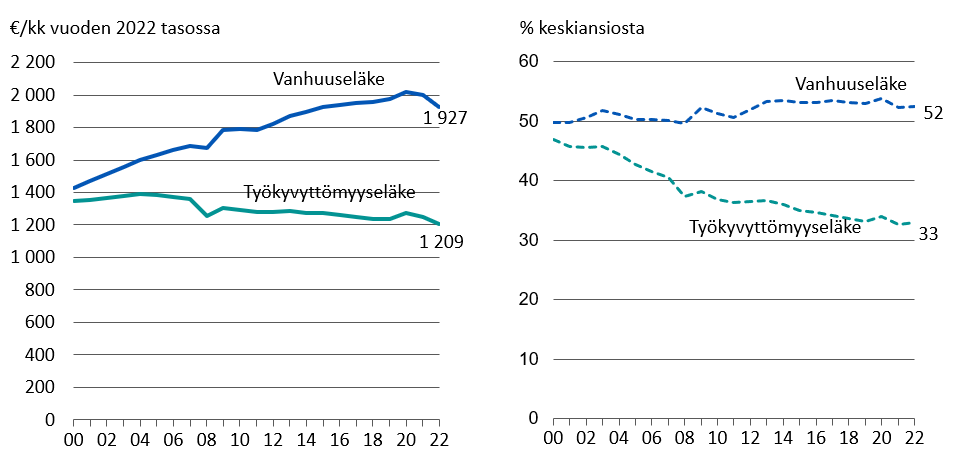 €/kk vuoden 2022 tasossa
2 200
2 000
1 800
1 600
1 400
1 200
1 000
800
600
400
200
0
Vanhuuseläke
1 927
Työkyvyttömyyseläke
1 209
00 02 04 06 08 10 12 14 16 18 20 22
% keskiansiosta
60
50
40
30
20
10
0
Vanhuuseläke
52
Työkyvyttömyyseläke
33
00 02 04 06 08 10 12 14 16 18 20 22